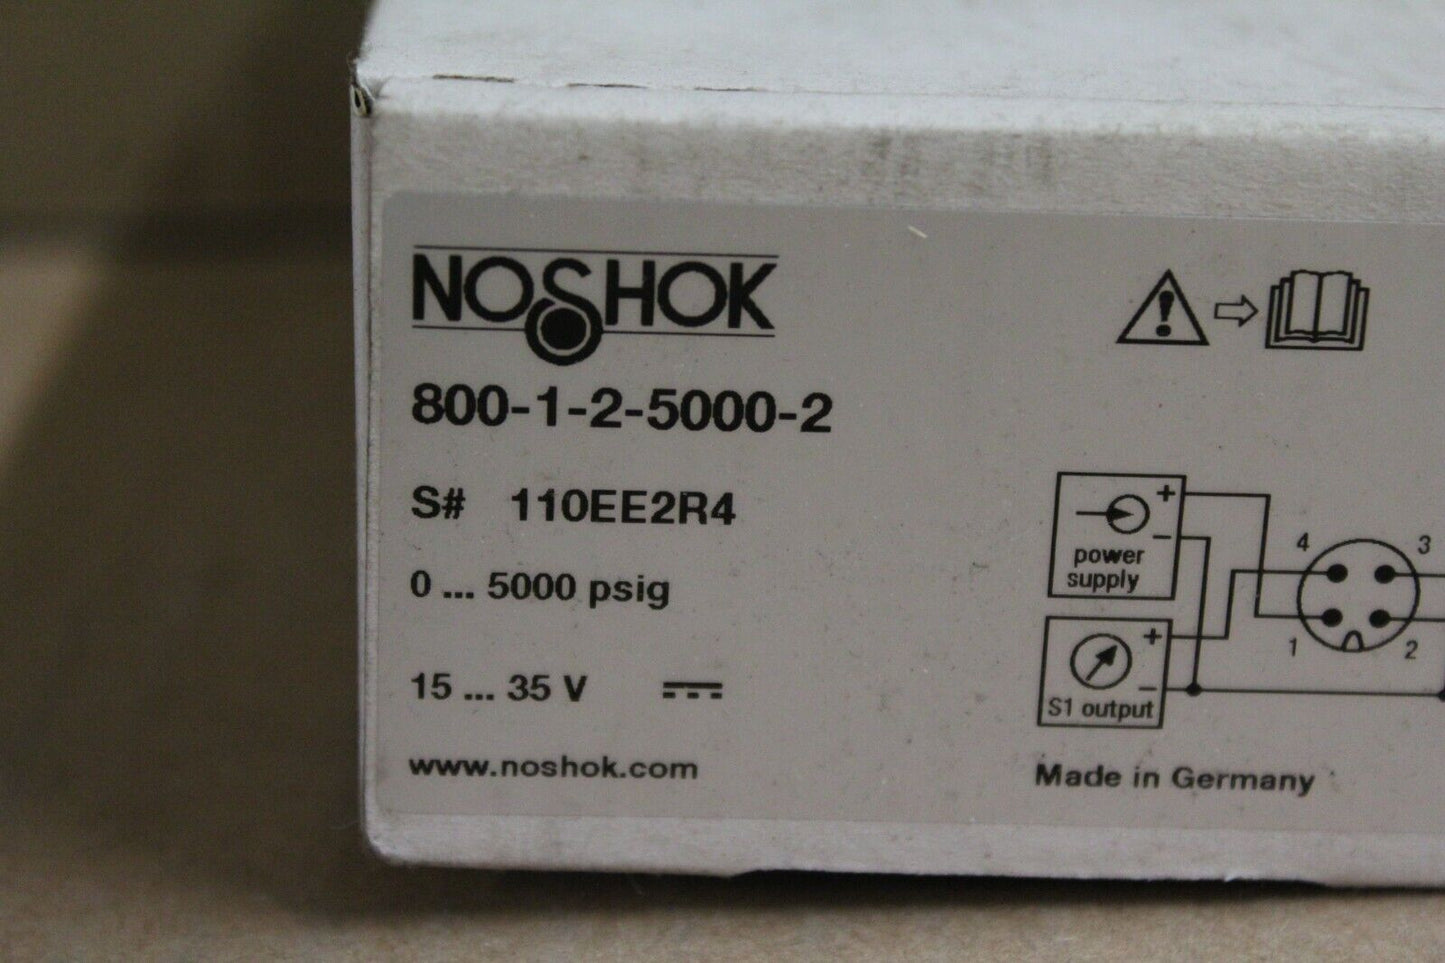 NOSHOK
800-1-2-5000-2
S# 110EE2R4
0 ... 5000 psig
15 ... 35 V
www.noshok.com
+
-
power
supply
+
-
S1 output
4
3
1
2
Made in Germany